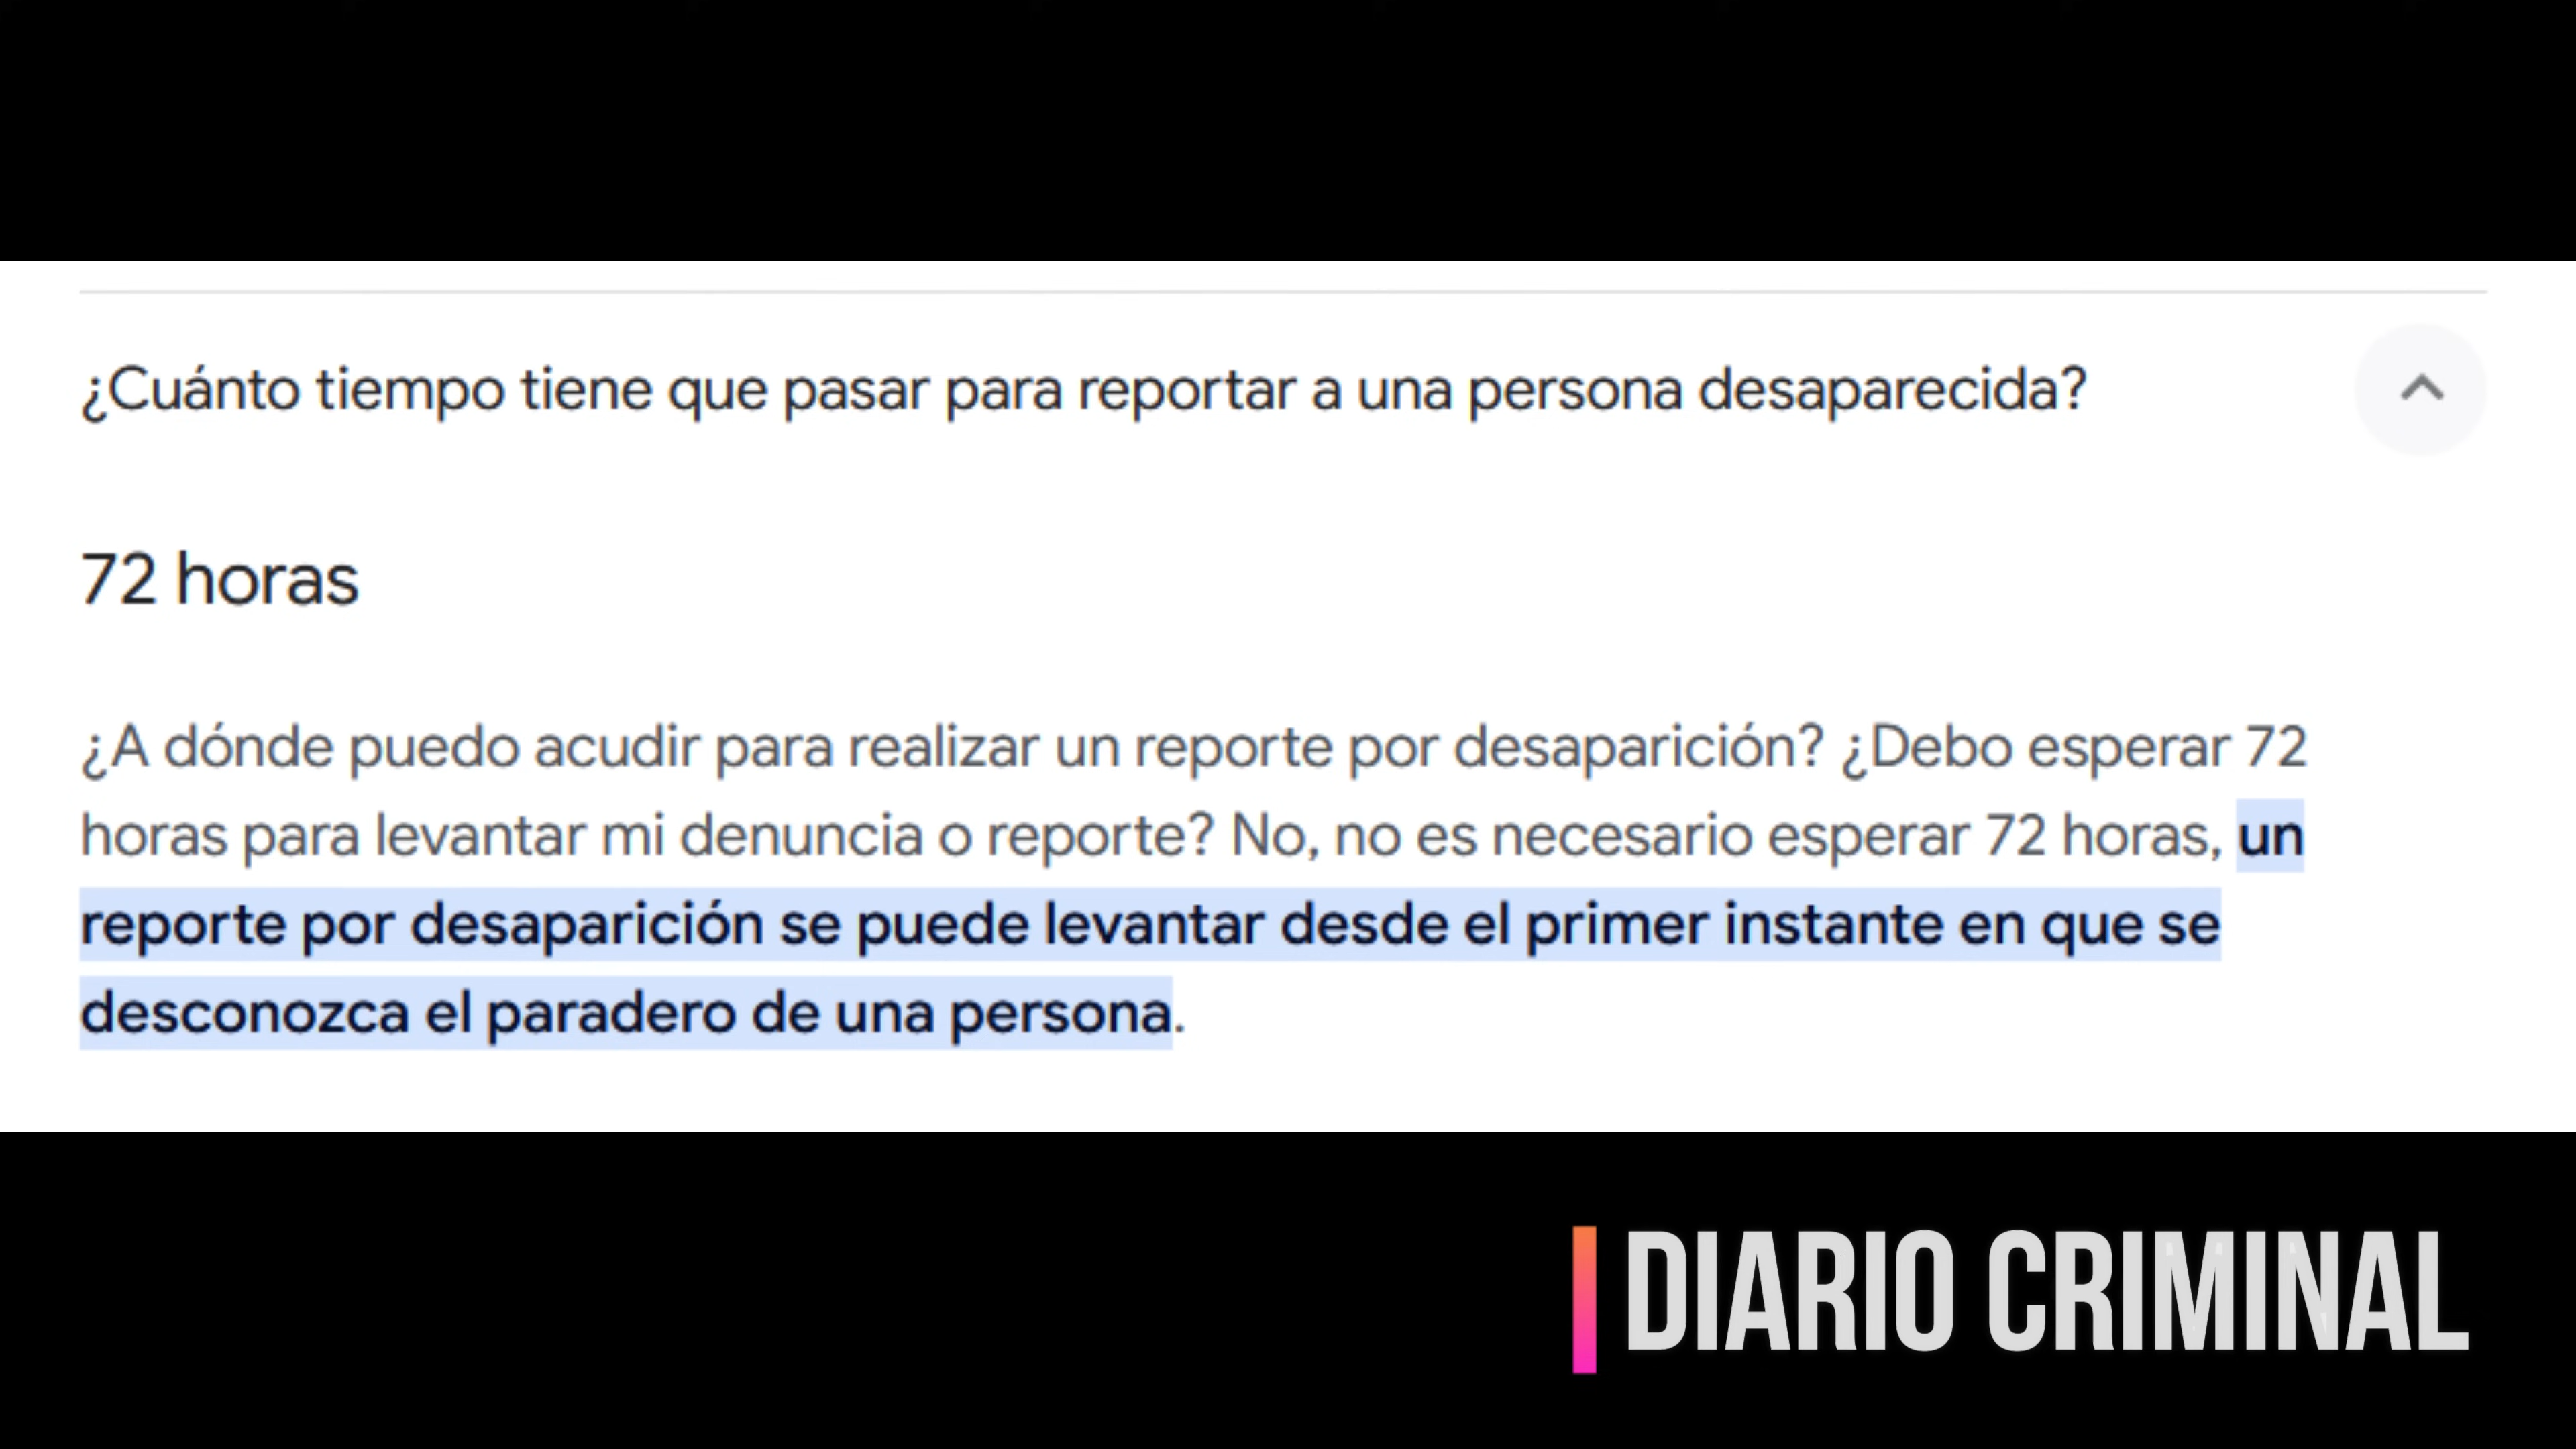 ¿Cuánto tiempo tiene que pasar para reportar a una persona desaparecida?
72 horas
¿A dónde puedo acudir para realizar un reporte por desaparición? ¿Debo esperar 72
horas para levantar mi denuncia o reporte? No, no es necesario esperar 72 horas, un
reporte por desaparición se puede levantar desde el primer instante en que se
desconozca el paradero de una persona.
DIARIO CRIMINAL